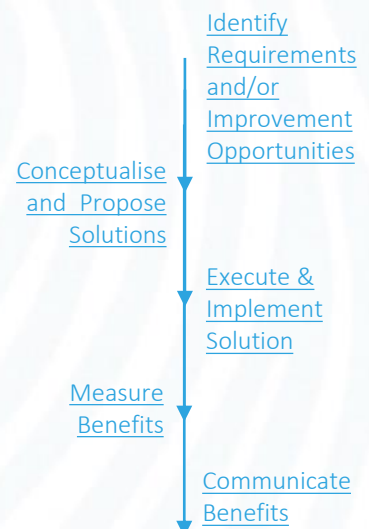 Identify
Requirements
and/or
Improvement
Opportunities
Conceptualise
and Propose
Solutions
Execute &
Implement
Solution
Measure
Benefits
Communicate
Benefits